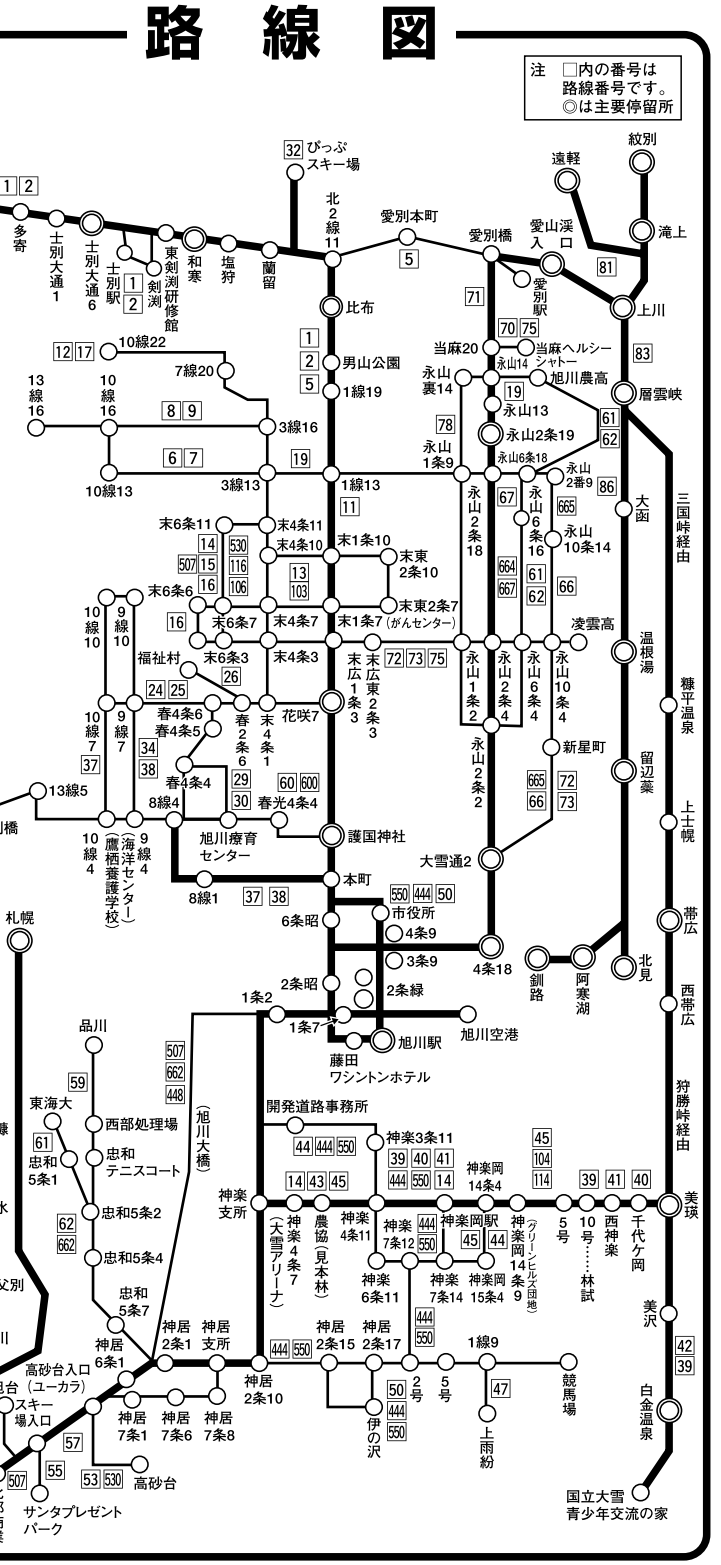 路線図
注 □内の番号は
路線番号です。
◎は主要停留所
32
ぴっぷ
スキー場
紋別
遠軽
1 2
北2線11
愛別本町
愛別橋
愛山渓入口
滝上
多寄
士別大通1
士別大通6
士別駅
剣渕
東剣渕研修館
和寒
塩狩
蘭留
5
81
1
2
愛別駅
71
比布
上川
12 17
10線22
1
2
5
70 75
当麻20
当麻ヘルシー
シャトー
83
7線20
男山公園
永山
裏14
永山14
旭川農高
13線16
10線16
1線19
19
永山13
層雲峡
8 9
3線16
78
永山2条19
61
62
永山
1条9
永山6条18
6 7
19
10線13
3線13
1線13
永山
2番9
86
11
永山2条18
67
永山6条16
665
大函
三国峠経由
末6条11
末4条11
永山
10条14
14
507 15
16
530
116
106
末4条10
末1条10
末東
2条10
13
103
664
667
61
62
66
末6条6
16
末6条7
末4条7
末1条7
末東2条7
(がんセンター)
凌雲高
10線10
9線10
福祉村
末6条3
末4条3
末広1条3
末広東2条3
72 73 75
永山1条2
永山2条4
永山6条4
永山10条4
温根湯
26
24 25
糠平温泉
10線7
9線7
春4条6
春4条5
春2条6
末4条1
花咲7
永山2条2
新星町
37
34
38
春4条4
29
30
60 600
665
66
72
73
留辺蘂
13線5
8線4
春光4条4
上士幌
10線4
(鷹栖養護学校)
(海洋センター)
9線4
旭川療育
センター
護国神社
大雪通2
8線1
37 38
本町
550 444 50
札幌
6条昭
市役所
4条9
帯広
3条9
4条18
釧路
阿寒湖
北見
2条昭
2条緑
1条2
1条7
旭川空港
西帯広
品川
旭川駅
藤田
ワシントンホテル
507
662
448
59
狩勝峠経由
東海大
(旭川大橋)
開発道路事務所
西部処理場
44 444 550
神楽3条11
61
忠和
5条1
忠和
テニスコート
39 40 41
444 550 14
神楽岡
14条4
45
104
114
神楽
支所
14 43 45
39 41 40
美瑛
62
662
忠和5条2
(大雪アリーナ)
神楽4条7
農協(見本林)
神楽
4条11
神楽
7条12
444
550
神楽岡駅
45 44
神楽岡14条9
(グリーンヒルズ団地)
5号
10号……林試
西神楽
千代ケ岡
忠和5条4
神楽
6条11
神楽
7条14
神楽岡
15条4
忠和
5条7
444
550
美沢
神居
6条1
神居
2条1
神居
支所
神居
2条10
444 550
神居
2条15
神居
2条17
2号
5号
1線9
競馬場
42
39
高砂台入口
(ユーカラ)
スキー
場入口
神居
7条1
神居
7条6
神居
7条8
50
444
550
伊の沢
47
上雨紛
白金温泉
57
507
55
53 530
高砂台
サンタプレゼント
パーク
国立大雪
青少年交流の家